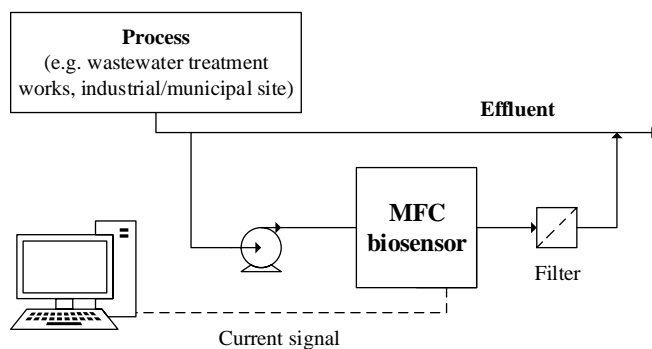 Process
(e.g. wastewater treatment
works, industrial/municipal site)
Effluent
MFC
biosensor
Filter
Current signal